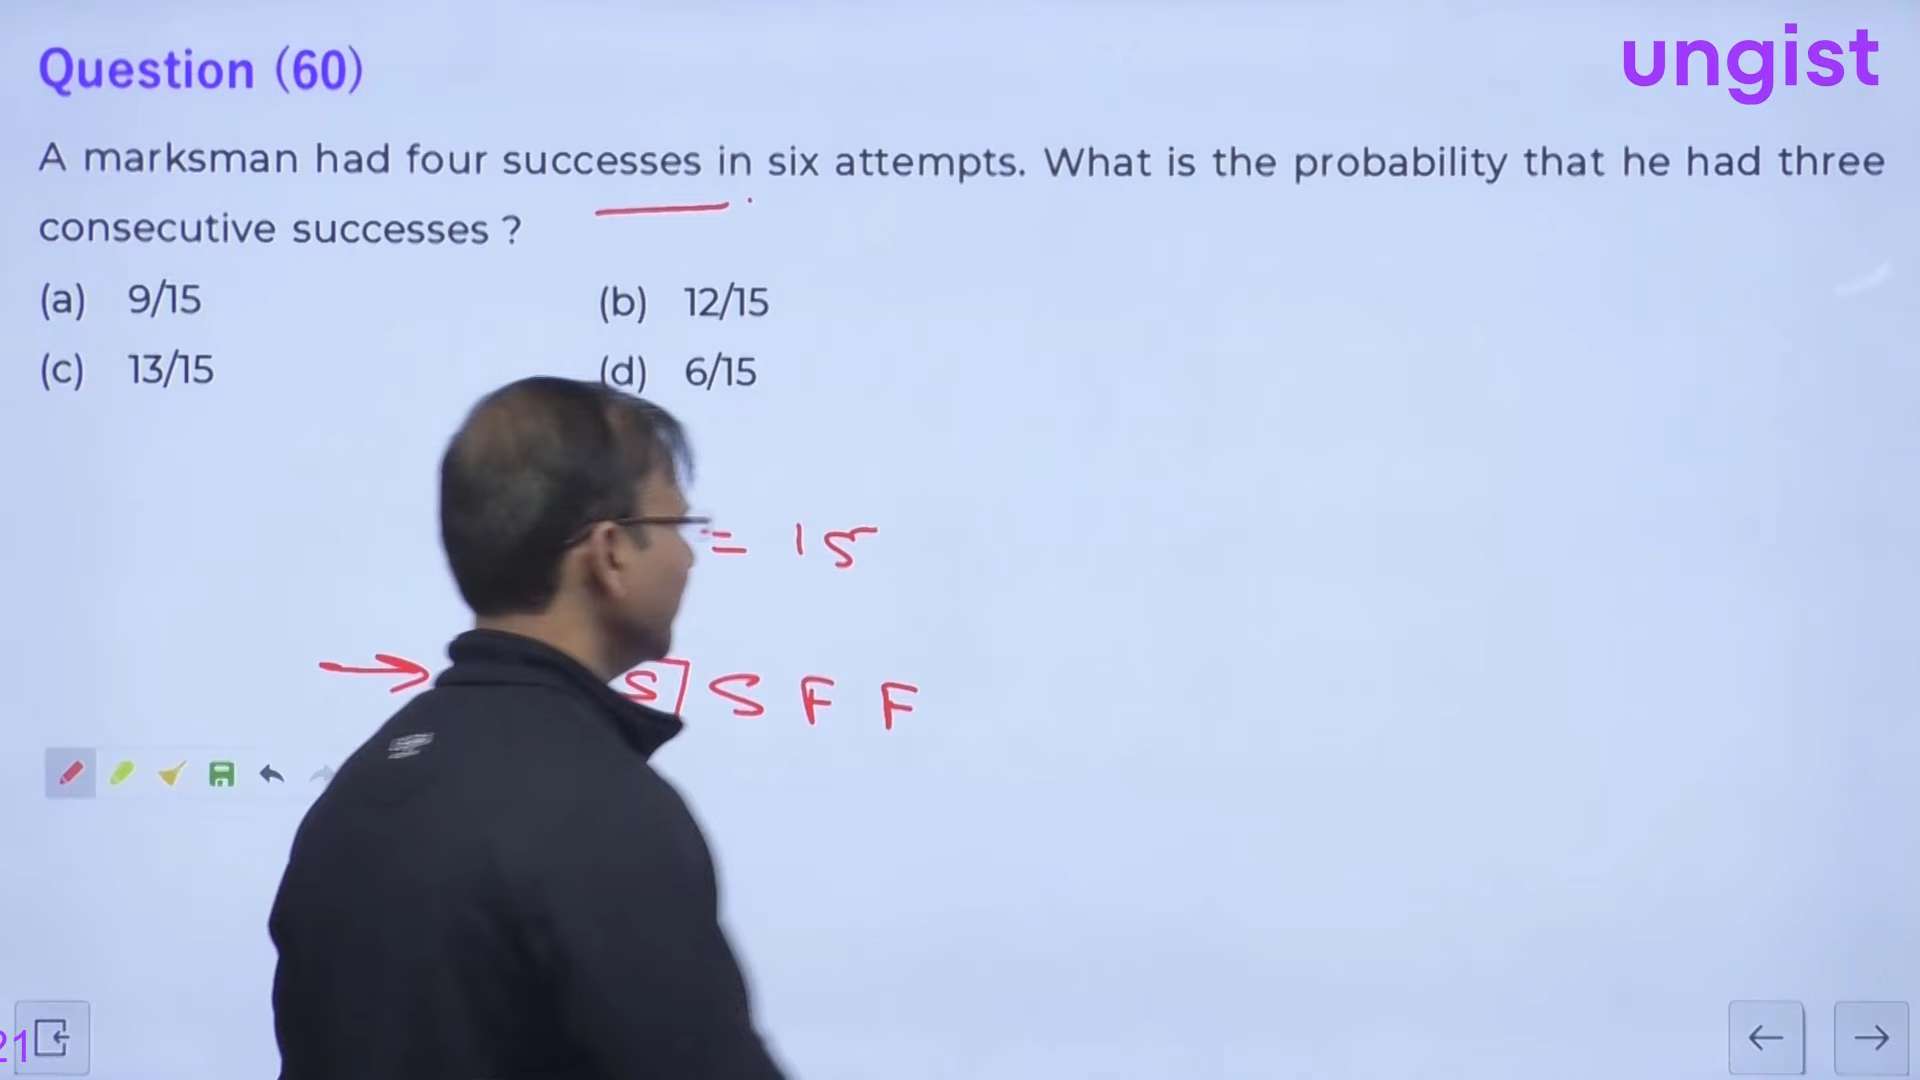 Question (60)
ungist
A marksman had four successes in six attempts. What is the probability that he had three
consecutive successes ?
(a) 9/15
(b) 12/15
(c) 13/15
(d) 6/15
= 15
S S F F
21